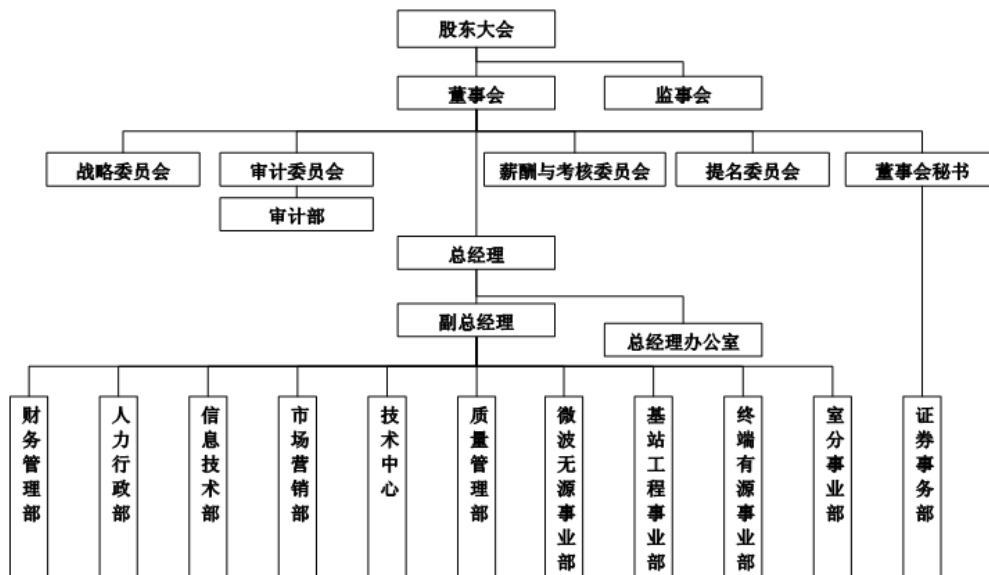 股东大会
董事会
监事会
战略委员会
审计委员会
薪酬与考核委员会
提名委员会
董事会秘书
审计部
总经理
副总经理
总经理办公室
财务管理部
人力行政部
信息技术部
市场营销部
技术中心
质量管理部
微波无源事业部
基站工程事业部
终端有源事业部
室分事业部
证券事务部